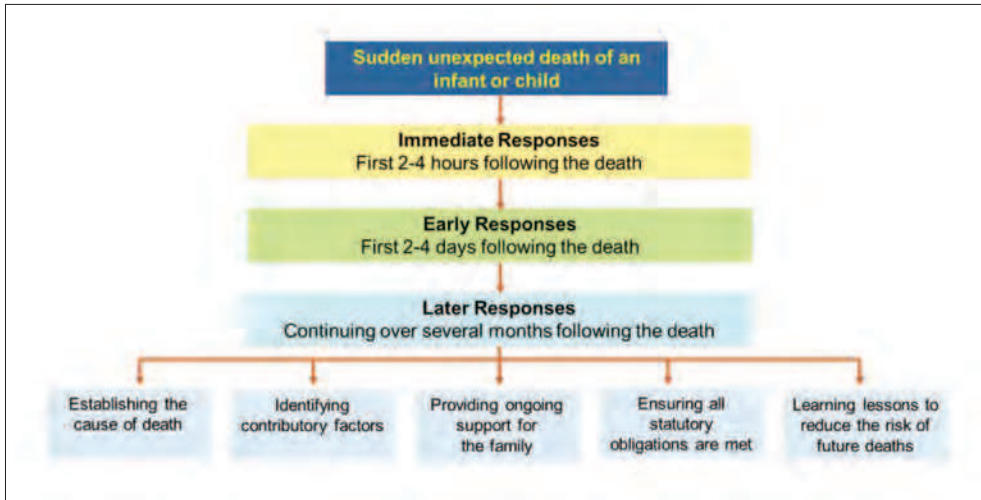 Sudden unexpected death of an
infant or child
Immediate Responses
First 2-4 hours following the death
Early Responses
First 2-4 days following the death
Later Responses
Continuing over several months following the death
Establishing the
cause of death
Identifying
contributory factors
Providing ongoing
support for
the family
Ensuring all
statutory
obligations are met
Learning lessons to
reduce the risk of
future deaths